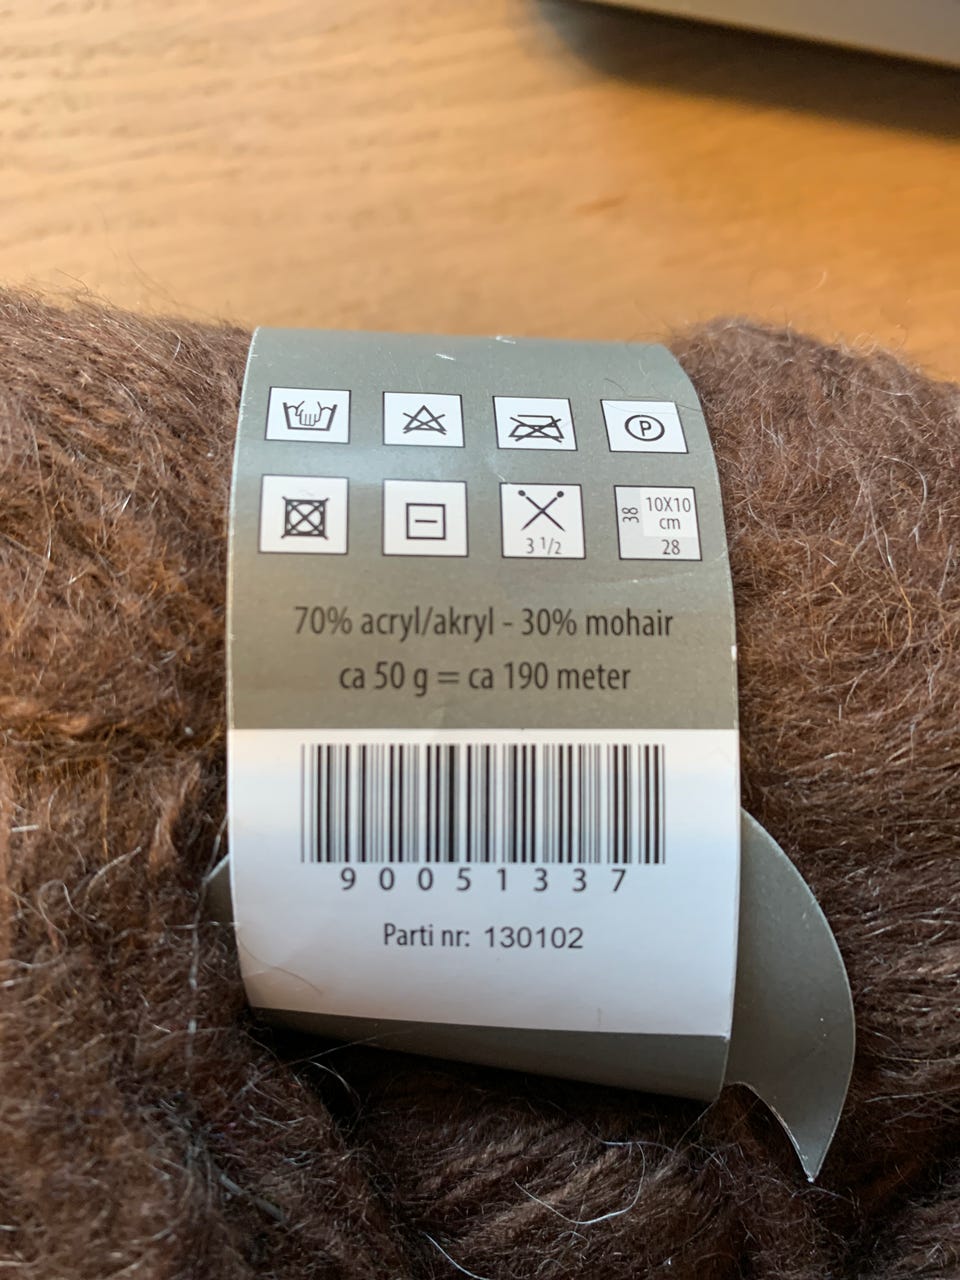 P
3 1/2
38
10X10
cm
28
70% acryl/akryl - 30% mohair
ca 50 g = ca 190 meter
90051337
Parti nr: 130102